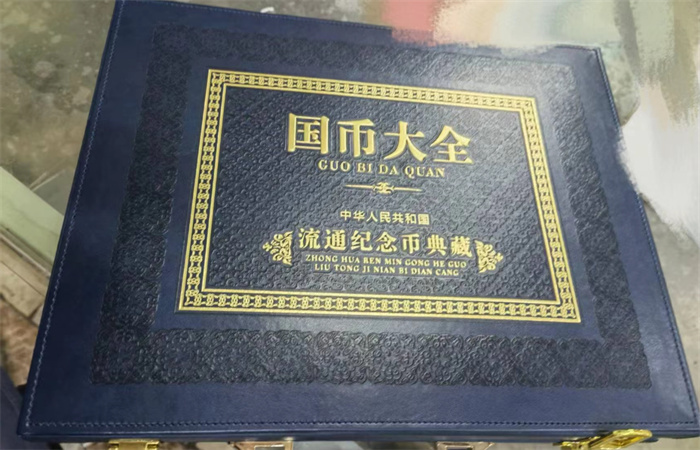 国币大全
GUO BI DA QUAN
中华人民共和国
流通纪念币典藏
ZHONG HUA REN MIN GONG HE GUO
LIU TONG JI NIAN BI DIAN CANG